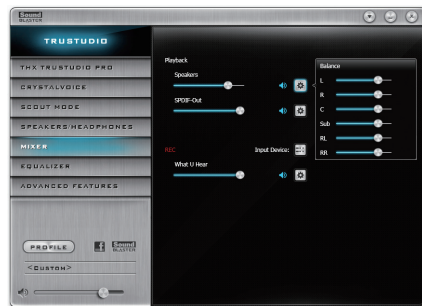 Sound BLASTER
TRUSTUDIO
THX TRUSTUDIO PRO
CRYSTALVOICE
SCOUT MODE
SPEAKERS/HEADPHONES
MIXER
EQUALIZER
ADVANCED FEATURES
PROFILE
f
Sound BLASTER
<CUSTOM>
Playback
Speakers
SPDIF-Out
REC
Input Device:
What U Hear
Balance
L
R
C
Sub
RL
RR